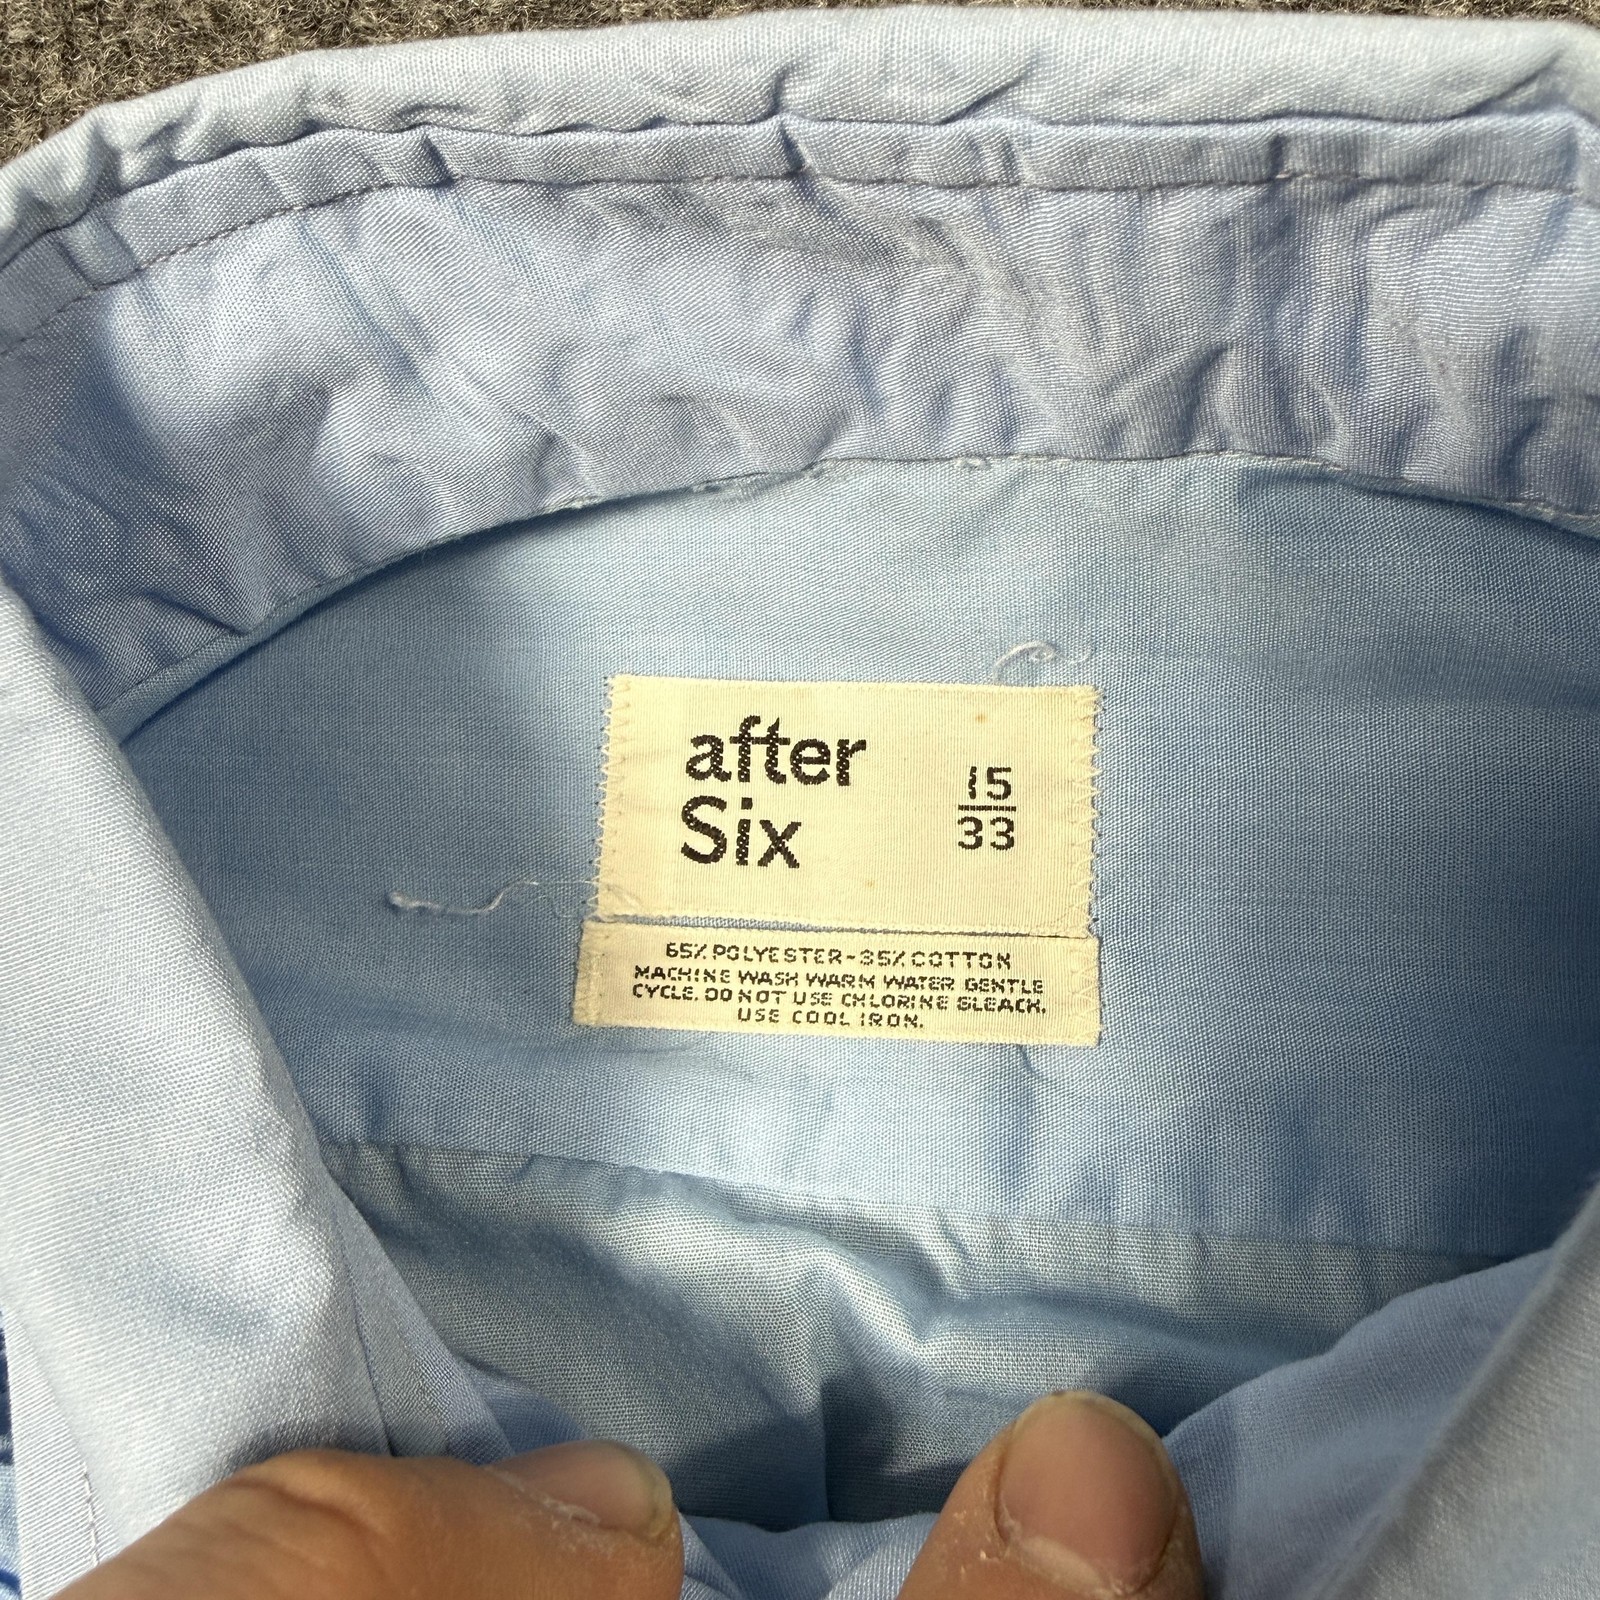 after
Six
15
33
65% POLYESTER-35% COTTON
MACHINE WASH WARM WATER GENTLE
CYCLE. DO NOT USE CHLORINE BLEACH.
USE COOL IRON.